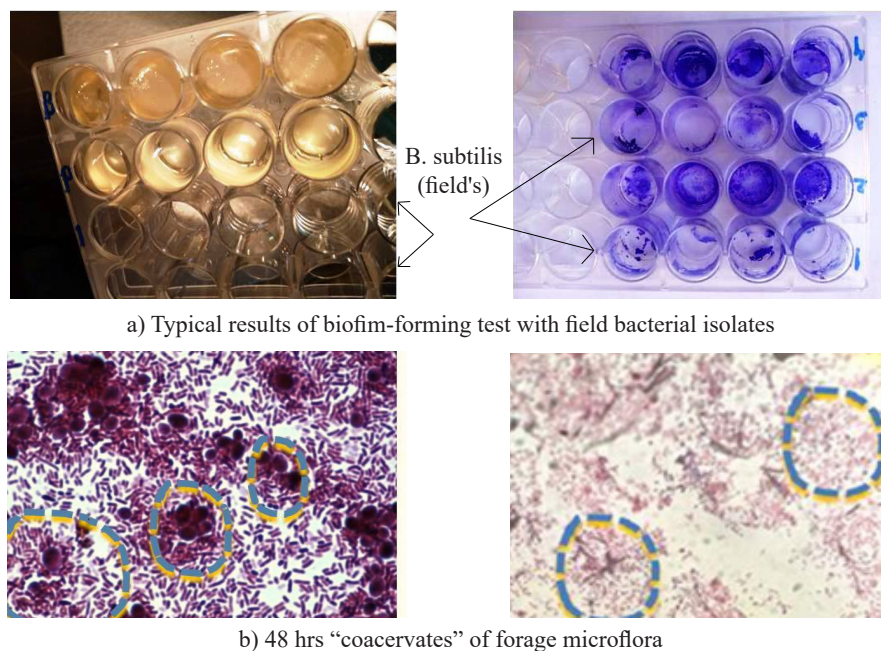 B. subtilis
(field's)
a) Typical results of biofim-forming test with field bacterial isolates
b) 48 hrs “coacervates” of forage microflora